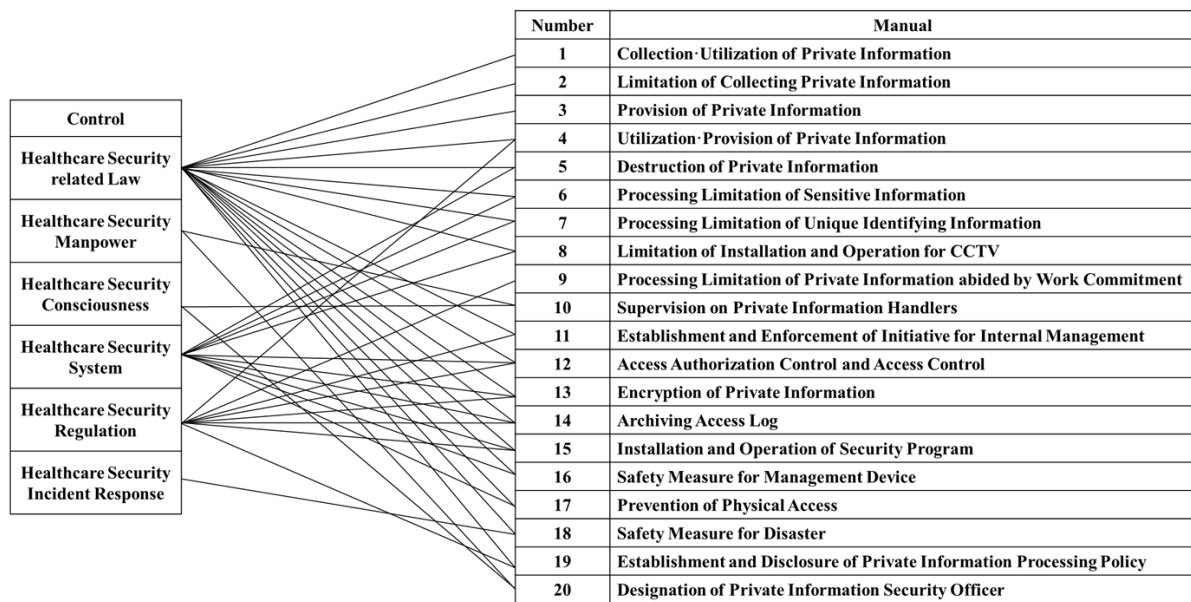 Control
Healthcare Security
related Law
Healthcare Security
Manpower
Healthcare Security
Consciousness
Healthcare Security
System
Healthcare Security
Regulation
Healthcare Security
Incident Response
Number Manual
1 Collection·Utilization of Private Information
2 Limitation of Collecting Private Information
3 Provision of Private Information
4 Utilization·Provision of Private Information
5 Destruction of Private Information
6 Processing Limitation of Sensitive Information
7 Processing Limitation of Unique Identifying Information
8 Limitation of Installation and Operation for CCTV
9 Processing Limitation of Private Information abided by Work Commitment
10 Supervision on Private Information Handlers
11 Establishment and Enforcement of Initiative for Internal Management
12 Access Authorization Control and Access Control
13 Encryption of Private Information
14 Archiving Access Log
15 Installation and Operation of Security Program
16 Safety Measure for Management Device
17 Prevention of Physical Access
18 Safety Measure for Disaster
19 Establishment and Disclosure of Private Information Processing Policy
20 Designation of Private Information Security Officer